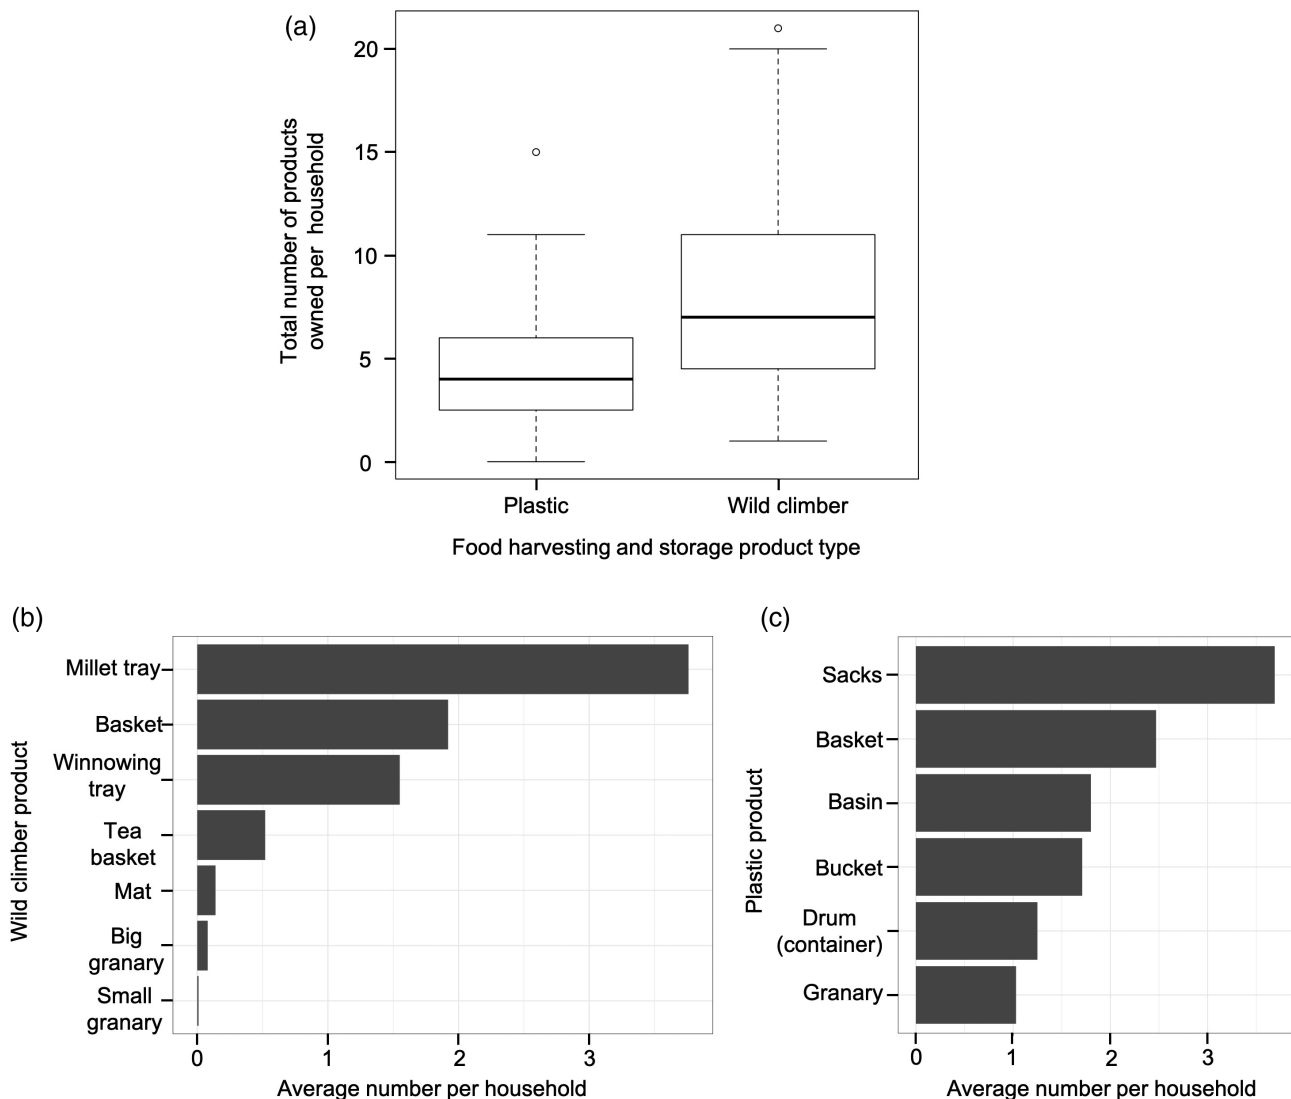 (a)
Total number of products
owned per household
20
15
10
5
0
Plastic
Wild climber
Food harvesting and storage product type
(b)
Wild climber product
Millet tray
Basket
Winnowing
tray
Tea
basket
Mat
Big
granary
Small
granary
0 1 2 3
Average number per household
(c)
Plastic product
Sacks
Basket
Basin
Bucket
Drum
(container)
Granary
0 1 2 3
Average number per household